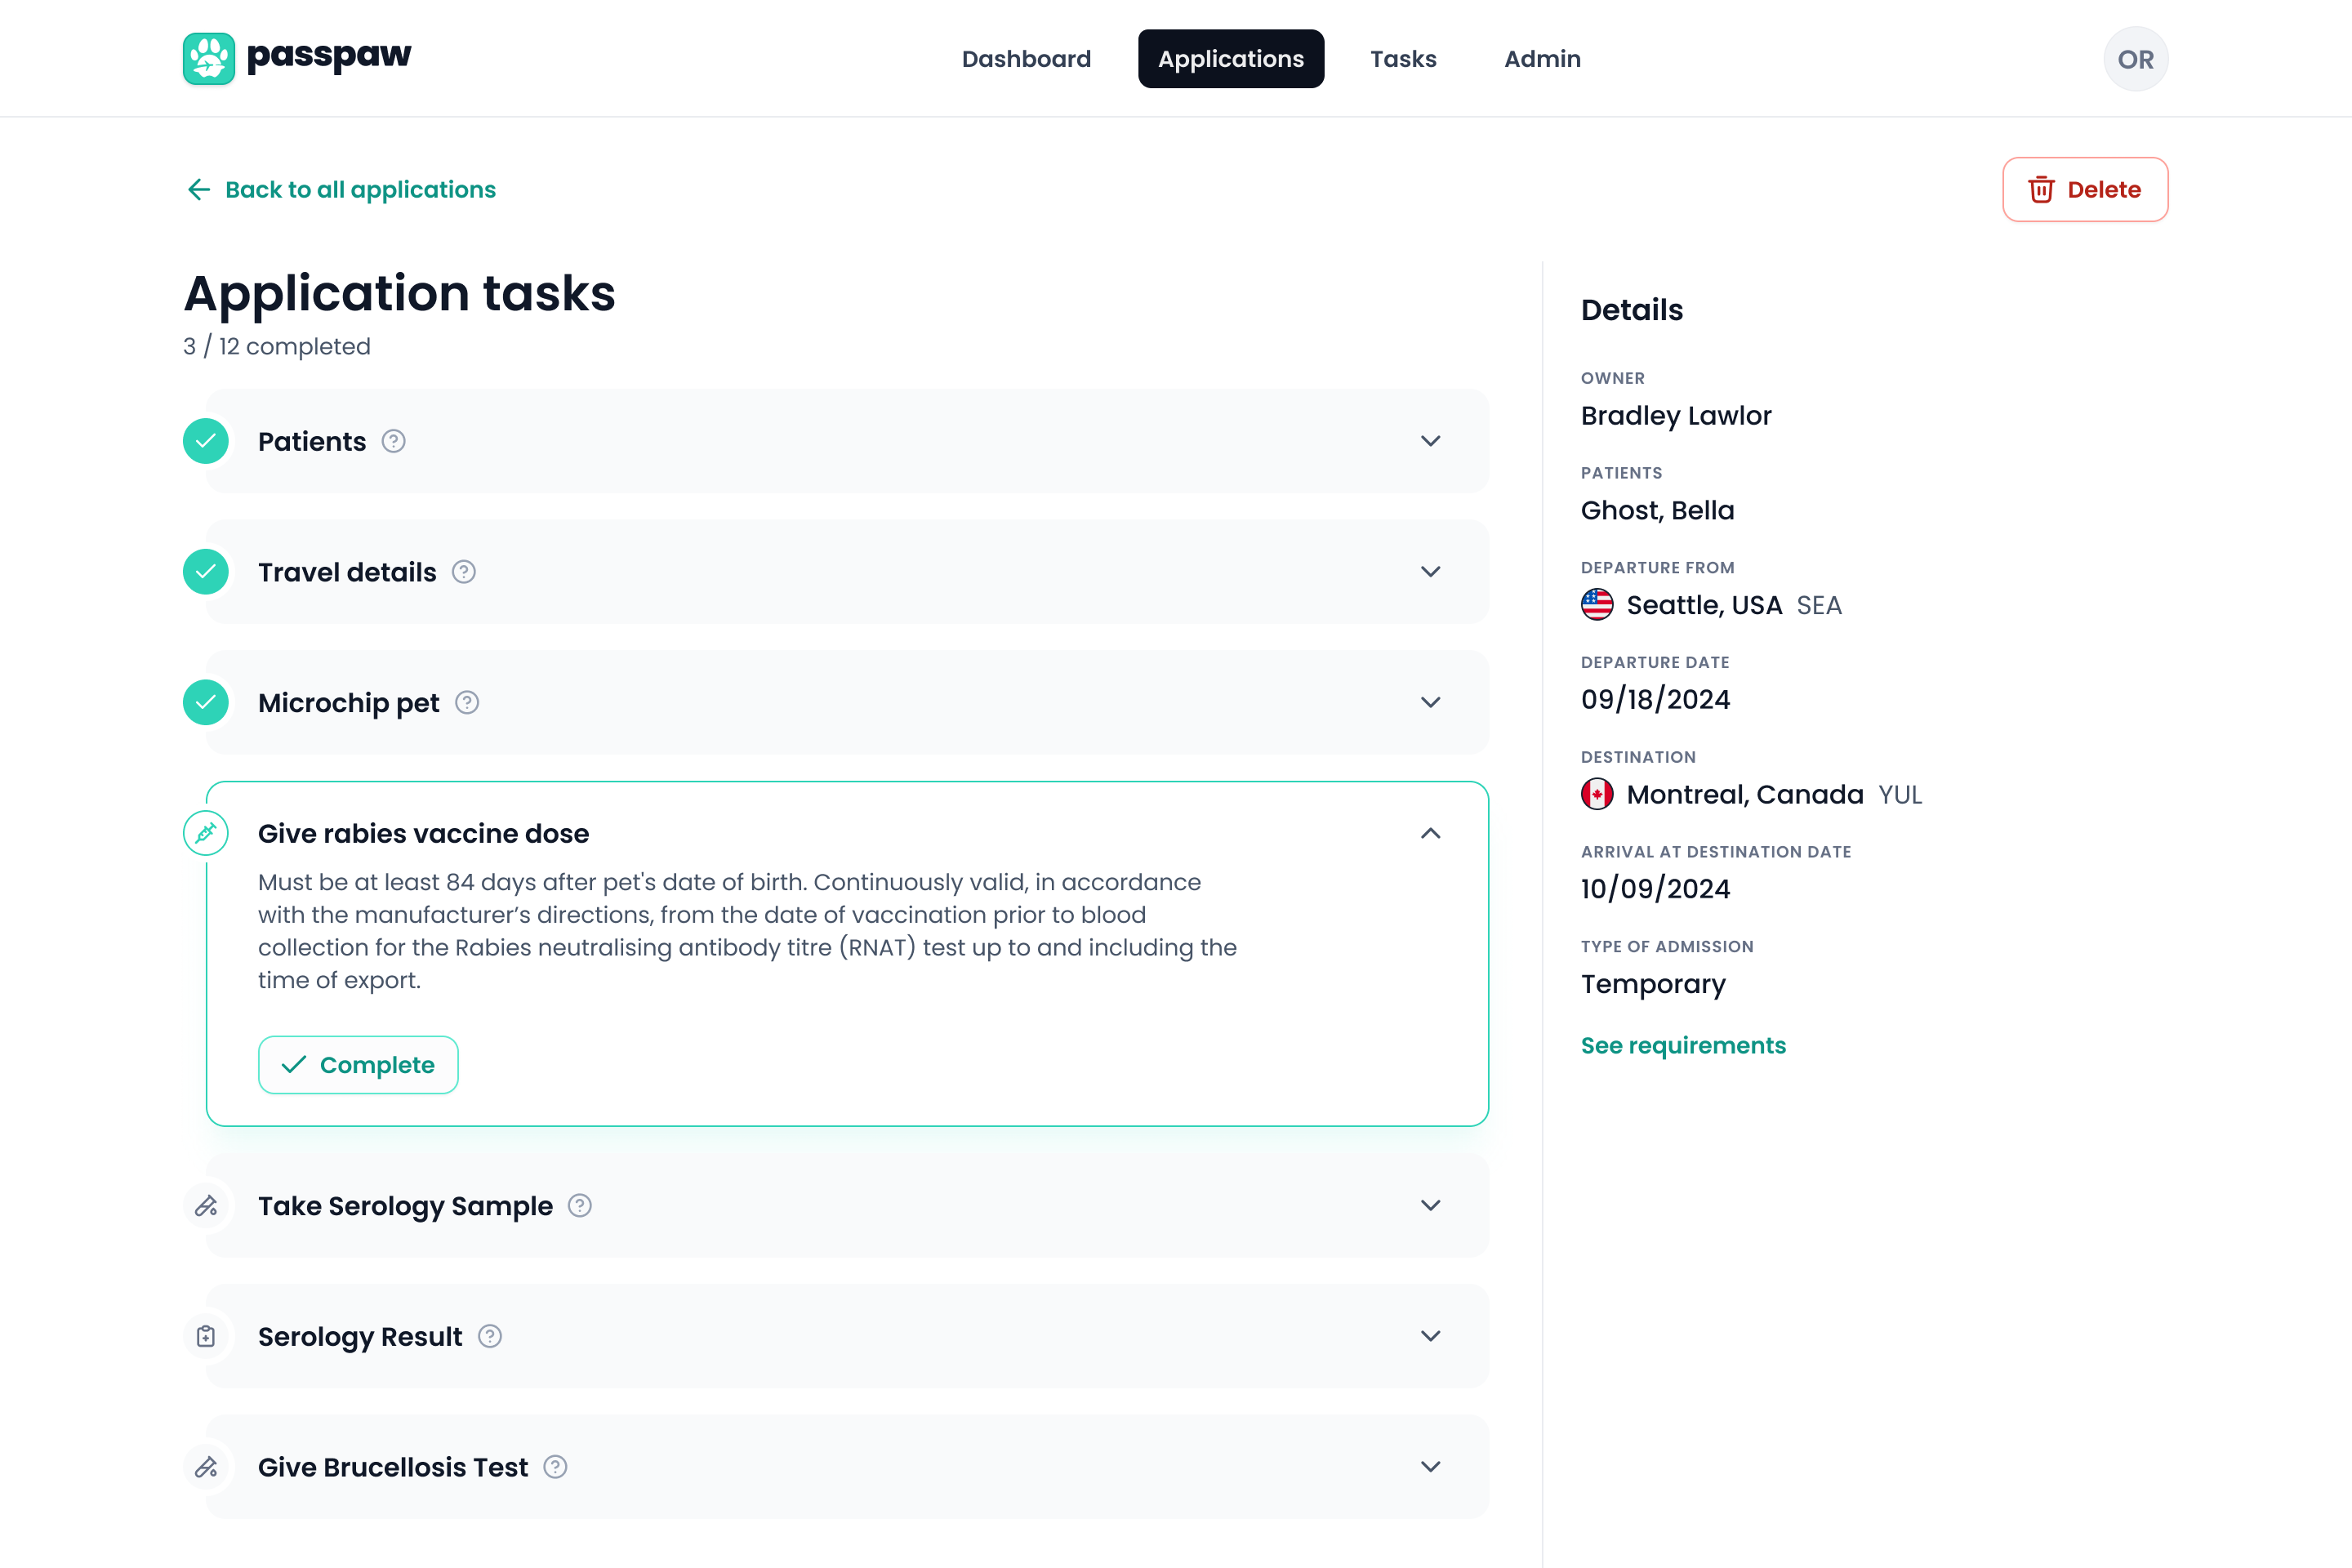 passpaw
Dashboard
Applications
Tasks
Admin
OR
Back to all applications
Delete
Application tasks
3 / 12 completed
Patients
Travel details
Microchip pet
Give rabies vaccine dose
Must be at least 84 days after pet's date of birth. Continuously valid, in accordance
with the manufacturer’s directions, from the date of vaccination prior to blood
collection for the Rabies neutralising antibody titre (RNAT) test up to and including the
time of export.
Complete
Take Serology Sample
Serology Result
Give Brucellosis Test
Details
OWNER
Bradley Lawlor
PATIENTS
Ghost, Bella
DEPARTURE FROM
Seattle, USA SEA
DEPARTURE DATE
09/18/2024
DESTINATION
Montreal, Canada YUL
ARRIVAL AT DESTINATION DATE
10/09/2024
TYPE OF ADMISSION
Temporary
See requirements